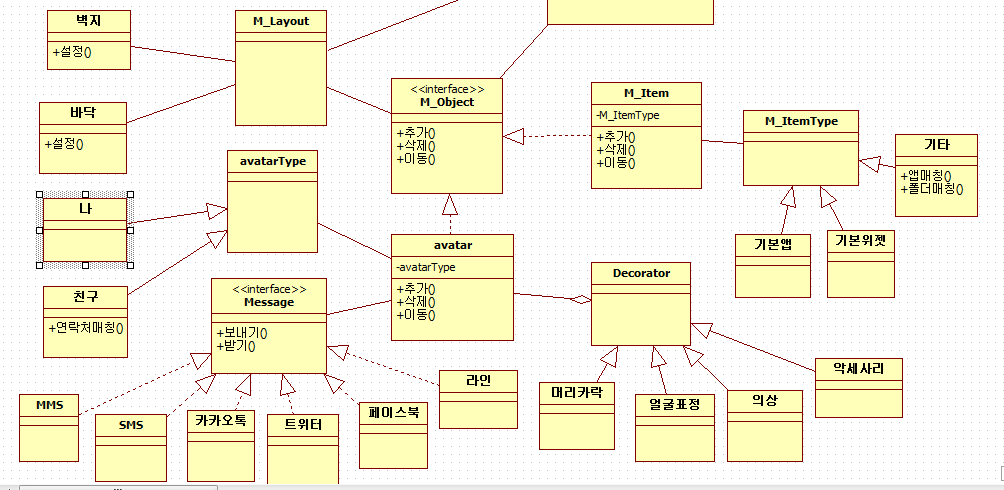 벽지
+설정()
M_Layout
<<interface>>
M_Object
+추가()
+삭제()
+이동()
M_Item
-M_ItemType
+추가()
+삭제()
+이동()
M_ItemType
기타
+앱매칭()
+폴더매칭()
바닥
+설정()
avatarType
나
기본앱
기본위젯
avatar
-avatarType
+추가()
+삭제()
+이동()
Decorator
친구
+연락처매칭()
<<interface>>
Message
+보내기()
+받기()
MMS
SMS
카카오톡
트위터
페이스북
라인
머리카락
얼굴표정
의상
악세사리